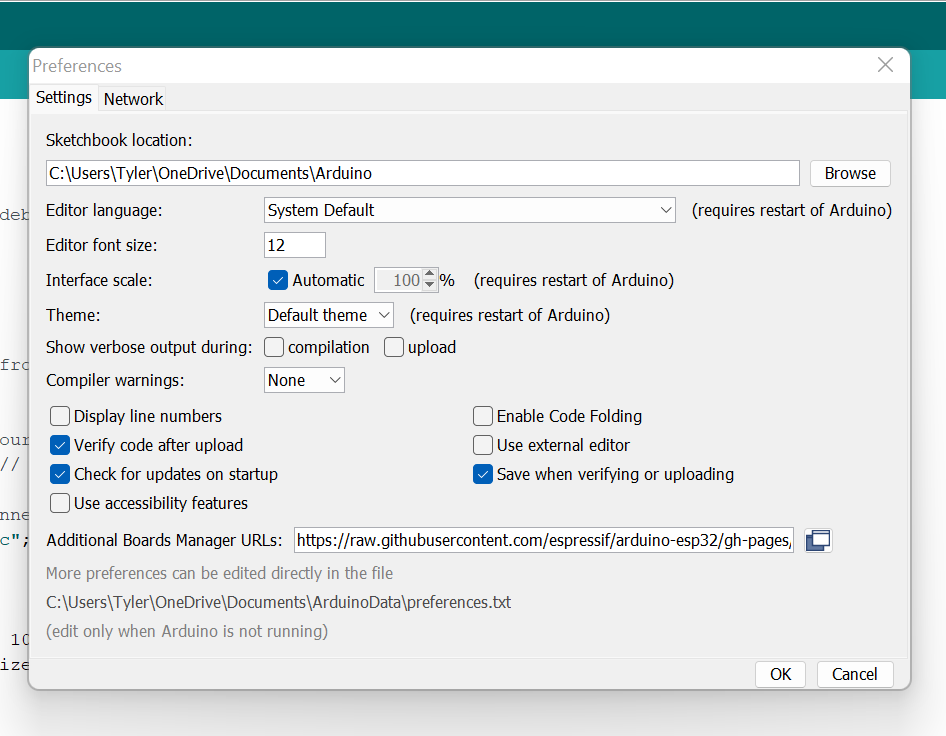 Preferences
Settings Network
Sketchbook location:
C:\Users\Tyler\OneDrive\Documents\Arduino Browse
deb
Editor language: System Default (requires restart of Arduino)
Editor font size: 12
Interface scale: Automatic 100 % (requires restart of Arduino)
Theme: Default theme (requires restart of Arduino)
Show verbose output during: compilation upload
fro
Compiler warnings: None
Display line numbers Enable Code Folding
our
Verify code after upload Use external editor
//
Check for updates on startup Save when verifying or uploading
Use accessibility features
nne
c";
Additional Boards Manager URLs: https://raw.githubusercontent.com/espressif/arduino-esp32/gh-pages/
More preferences can be edited directly in the file
C:\Users\Tyler\OneDrive\Documents\ArduinoData\preferences.txt
(edit only when Arduino is not running)
10
ize
OK Cancel